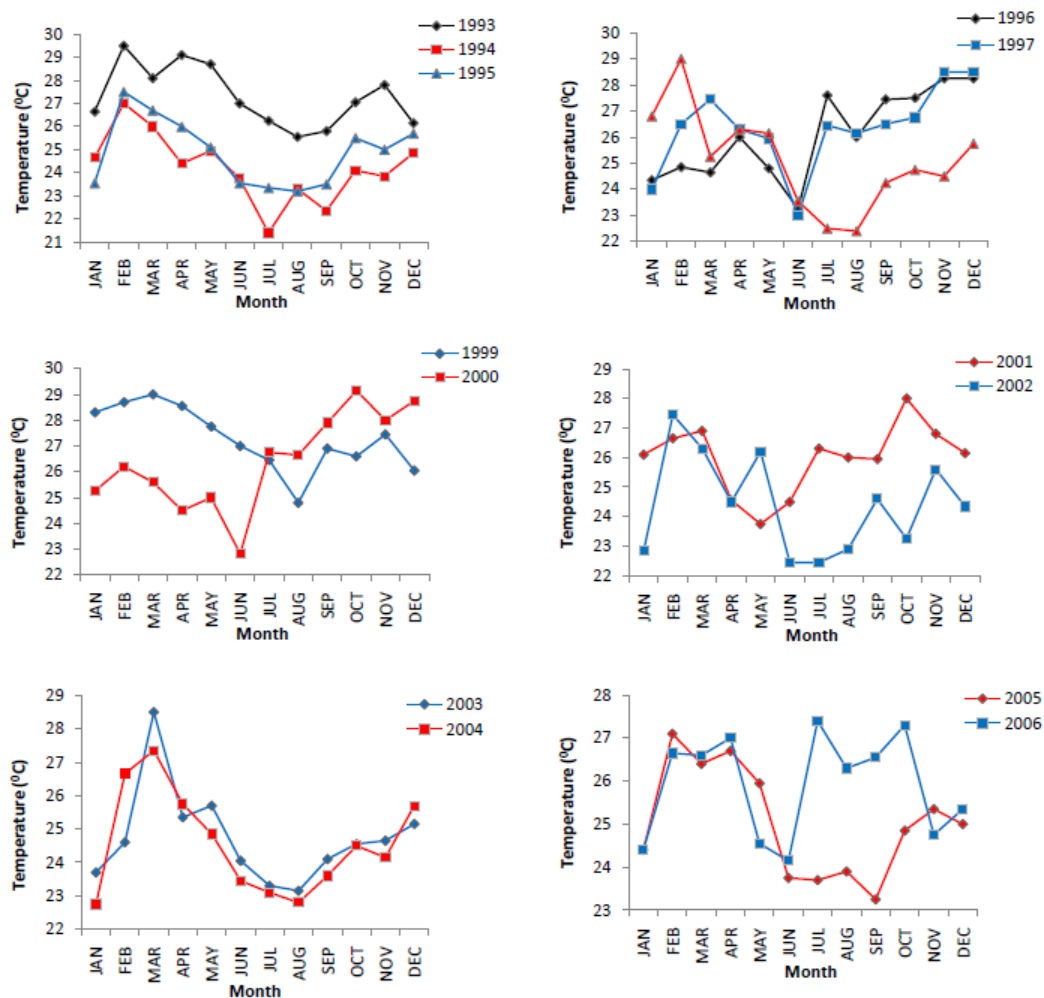 1993
1994
1995
Temperature (⁰C)
30
29
28
27
26
25
24
23
22
21
JAN
FEB
MAR
APR
MAY
JUN
JUL
AUG
SEP
OCT
NOV
DEC
Month
1996
1997
Temperature (⁰C)
30
29
28
27
26
25
24
23
22
JAN
FEB
MAR
APR
MAY
JUN
JUL
AUG
SEP
OCT
NOV
DEC
Month
1999
2000
Temperature (⁰C)
30
29
28
27
26
25
24
23
22
JAN
FEB
MAR
APR
MAY
JUN
JUL
AUG
SEP
OCT
NOV
DEC
Month
2001
2002
Temperature (⁰C)
29
28
27
26
25
24
23
22
JAN
FEB
MAR
APR
MAY
JUN
JUL
AUG
SEP
OCT
NOV
DEC
Month
2003
2004
Temperature (⁰C)
29
28
27
26
25
24
23
22
JAN
FEB
MAR
APR
MAY
JUN
JUL
AUG
SEP
OCT
NOV
DEC
Month
2005
2006
Temperature (⁰C)
28
27
26
25
24
23
JAN
FEB
MAR
APR
MAY
JUN
JUL
AUG
SEP
OCT
NOV
DEC
Month